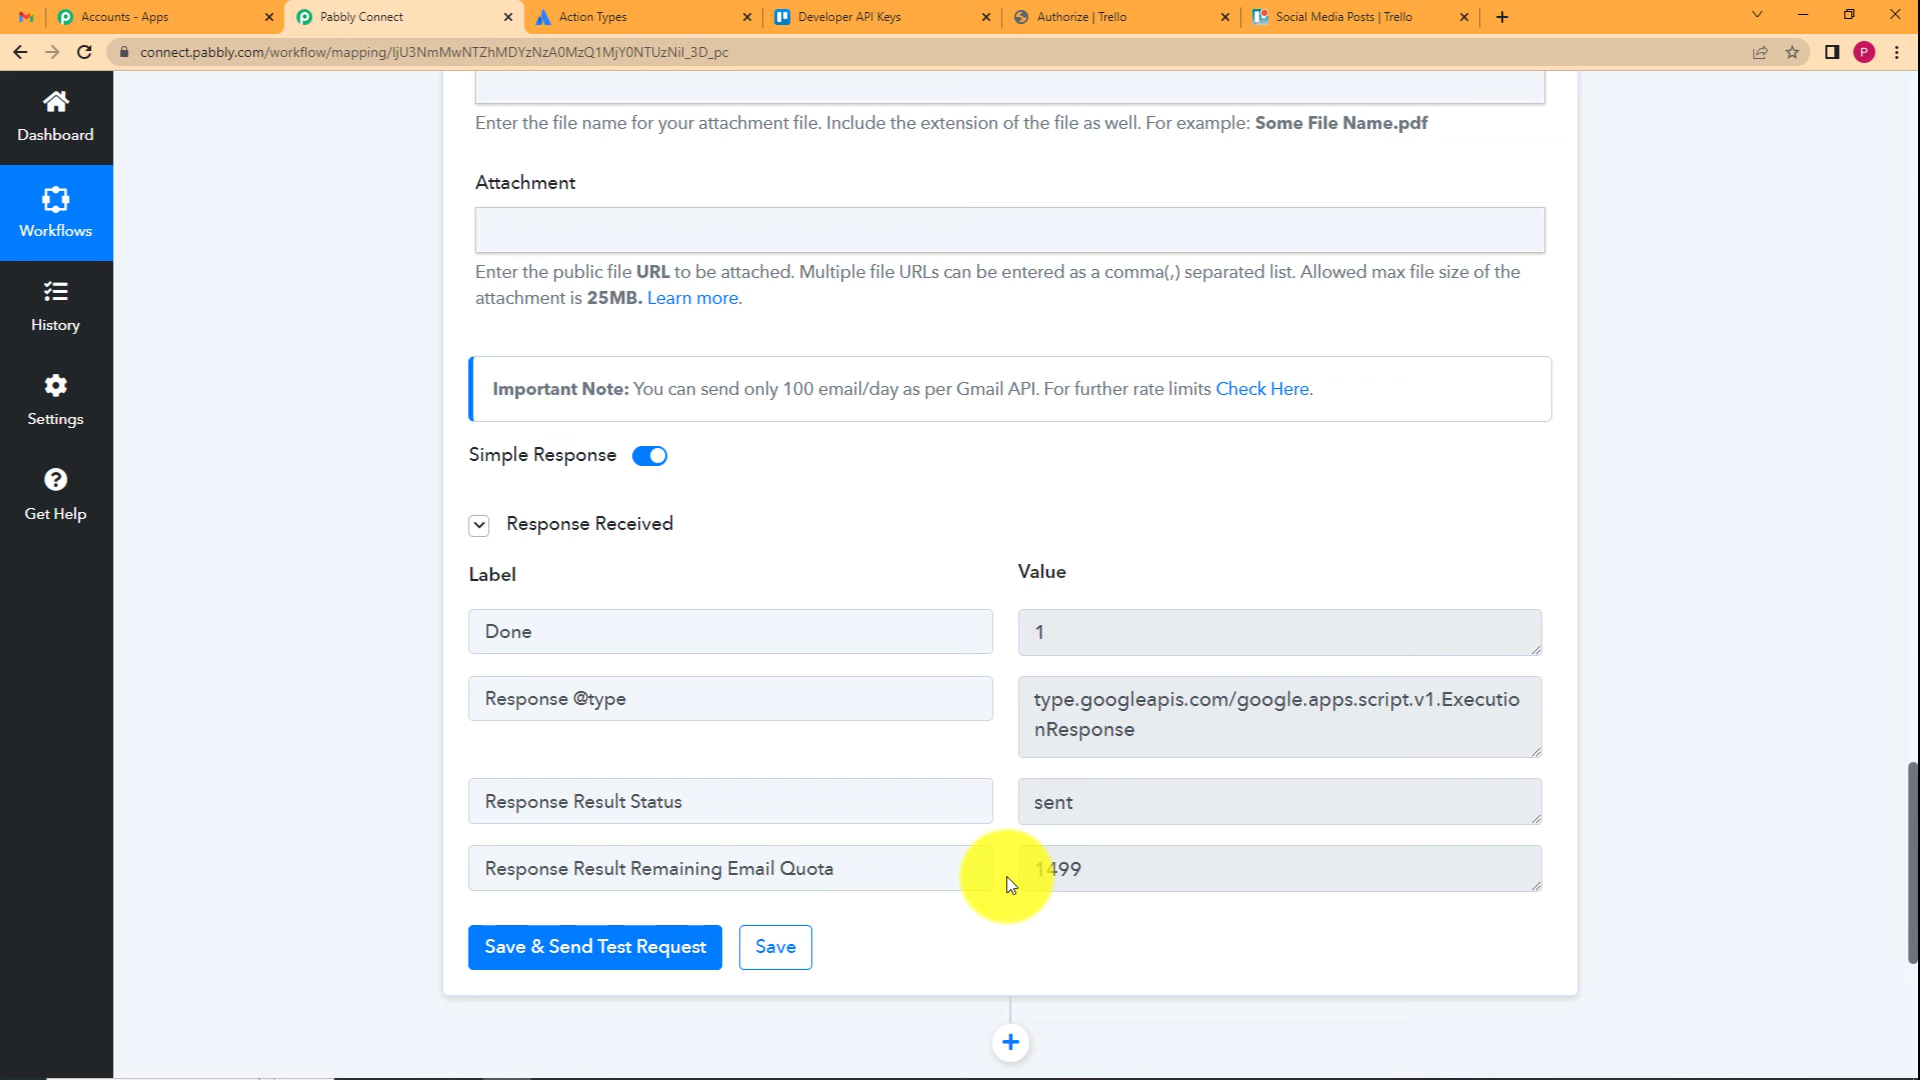 Accounts - Apps
Pabbly Connect
Action Types
Developer API Keys
Authorize | Trello
Social Media Posts | Trello
connect.pabbly.com/workflow/mapping/IjU3NmMwNTZhMDYzNzA0MzQ1MjY0NTUzNiI_3D_pc
P
Dashboard
Workflows
History
Settings
Get Help
Enter the file name for your attachment file. Include the extension of the file as well. For example: Some File Name.pdf
Attachment
Enter the public file URL to be attached. Multiple file URLs can be entered as a comma(,) separated list. Allowed max file size of the
attachment is 25MB. Learn more.
Important Note: You can send only 100 email/day as per Gmail API. For further rate limits Check Here.
Simple Response
Response Received
Label
Value
Done
1
Response @type
type.googleapis.com/google.apps.script.v1.Executio
nResponse
Response Result Status
sent
Response Result Remaining Email Quota
1499
Save & Send Test Request
Save